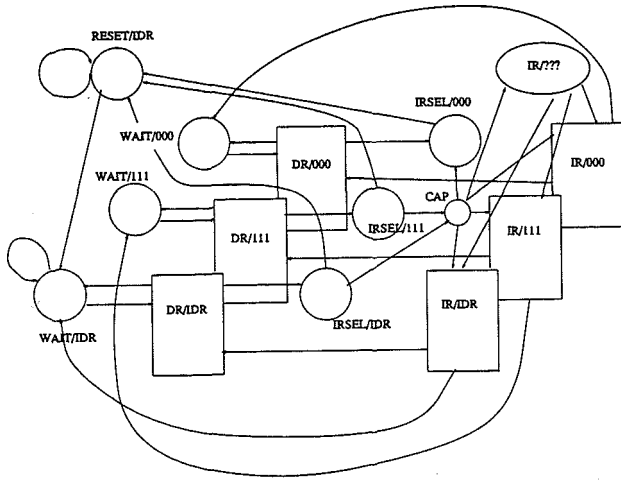 RESET/IDR
IR/???
IRSEL/000
WAIT/000
DR/000
IR/000
WAIT/111
CAP
IRSEL/111
DR/111
IR/111
DR/IDR
IR/IDR
IRSEL/IDR
WAIT/IDR